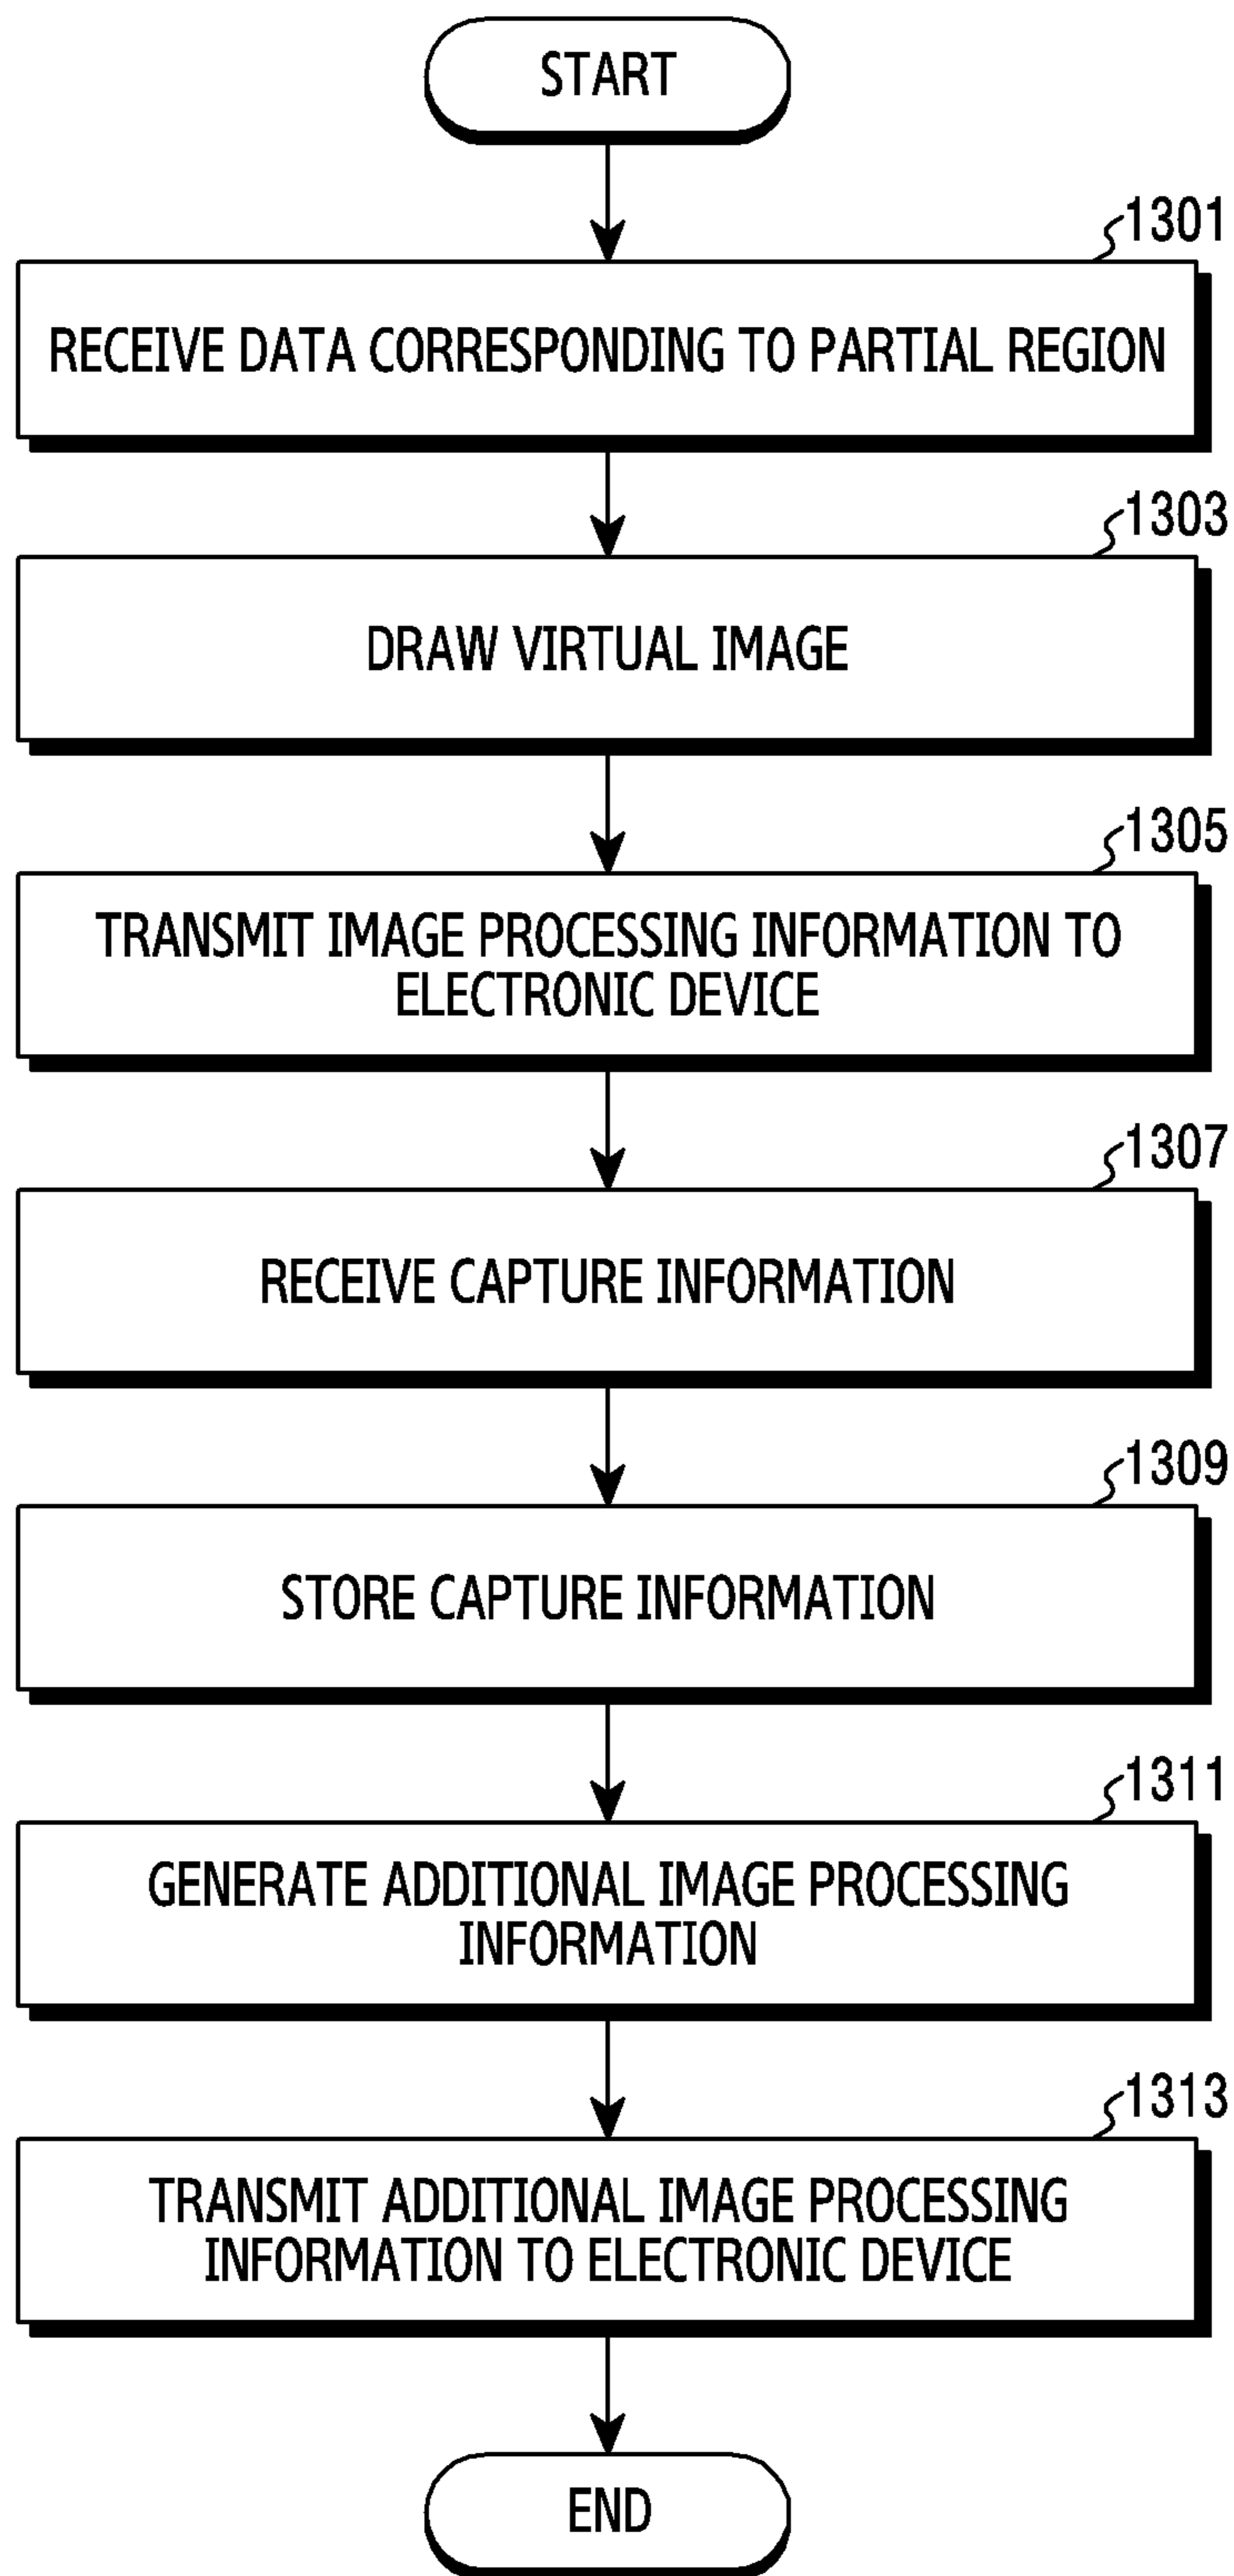 START
1301
RECEIVE DATA CORRESPONDING TO PARTIAL REGION
1303
DRAW VIRTUAL IMAGE
1305
TRANSMIT IMAGE PROCESSING INFORMATION TO
ELECTRONIC DEVICE
1307
RECEIVE CAPTURE INFORMATION
1309
STORE CAPTURE INFORMATION
1311
GENERATE ADDITIONAL IMAGE PROCESSING
INFORMATION
1313
TRANSMIT ADDITIONAL IMAGE PROCESSING
INFORMATION TO ELECTRONIC DEVICE
END